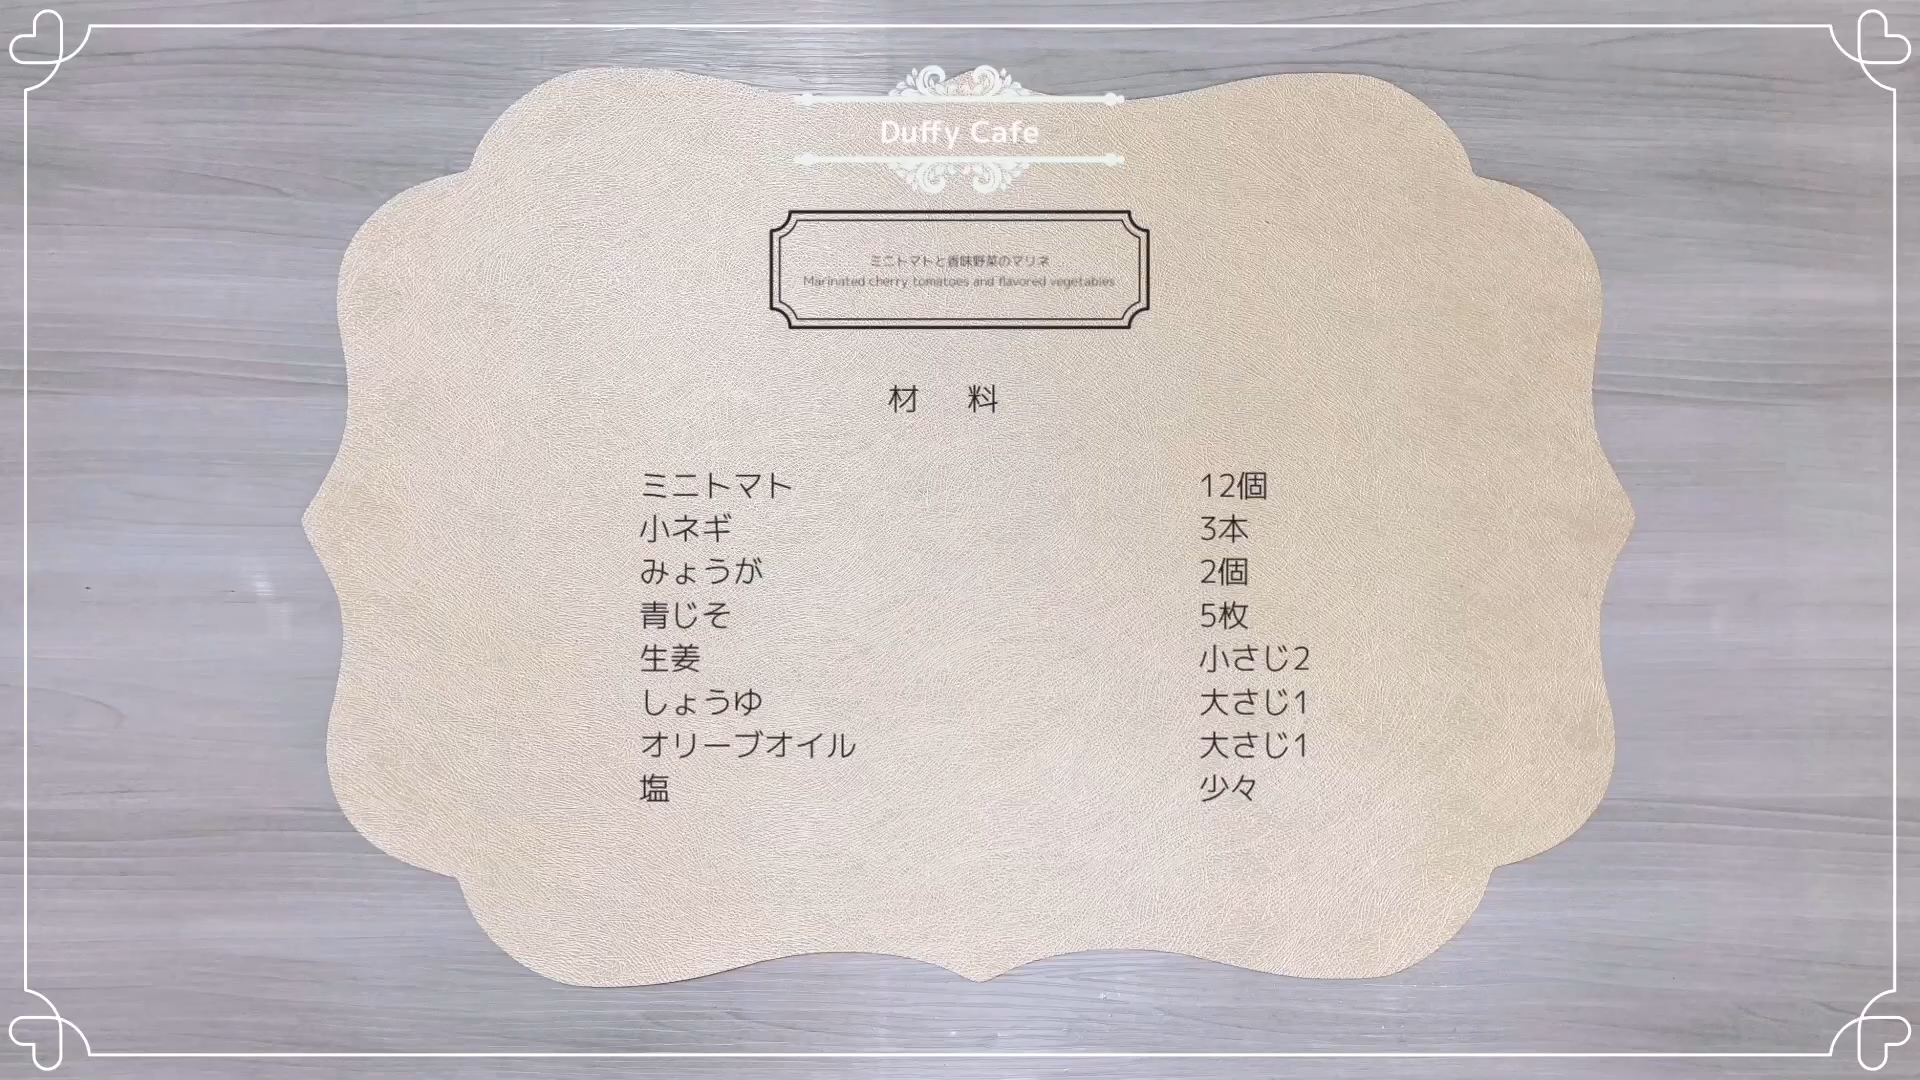 Duffy Cafe
ミニトマトと香味野菜のマリネ
Marinated cherry tomatoes and flavored vegetables
材 料
ミニトマト 12個
小ネギ 3本
みょうが 2個
青じそ 5枚
生姜 小さじ2
しょうゆ 大さじ1
オリーブオイル 大さじ1
塩 少々